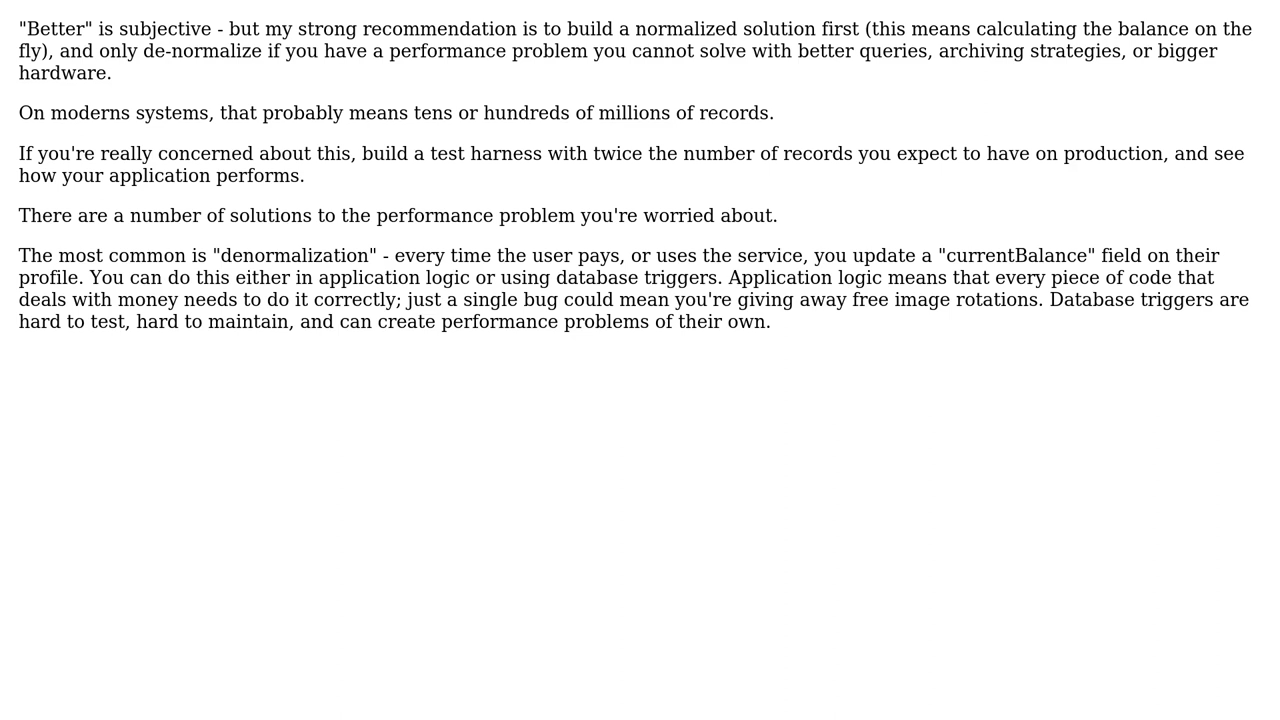 "Better" is subjective - but my strong recommendation is to build a normalized solution first (this means calculating the balance on the
fly), and only de-normalize if you have a performance problem you cannot solve with better queries, archiving strategies, or bigger
hardware.
On moderns systems, that probably means tens or hundreds of millions of records.
If you're really concerned about this, build a test harness with twice the number of records you expect to have on production, and see
how your application performs.
There are a number of solutions to the performance problem you're worried about.
The most common is "denormalization" - every time the user pays, or uses the service, you update a "currentBalance" field on their
profile. You can do this either in application logic or using database triggers. Application logic means that every piece of code that
deals with money needs to do it correctly; just a single bug could mean you're giving away free image rotations. Database triggers are
hard to test, hard to maintain, and can create performance problems of their own.